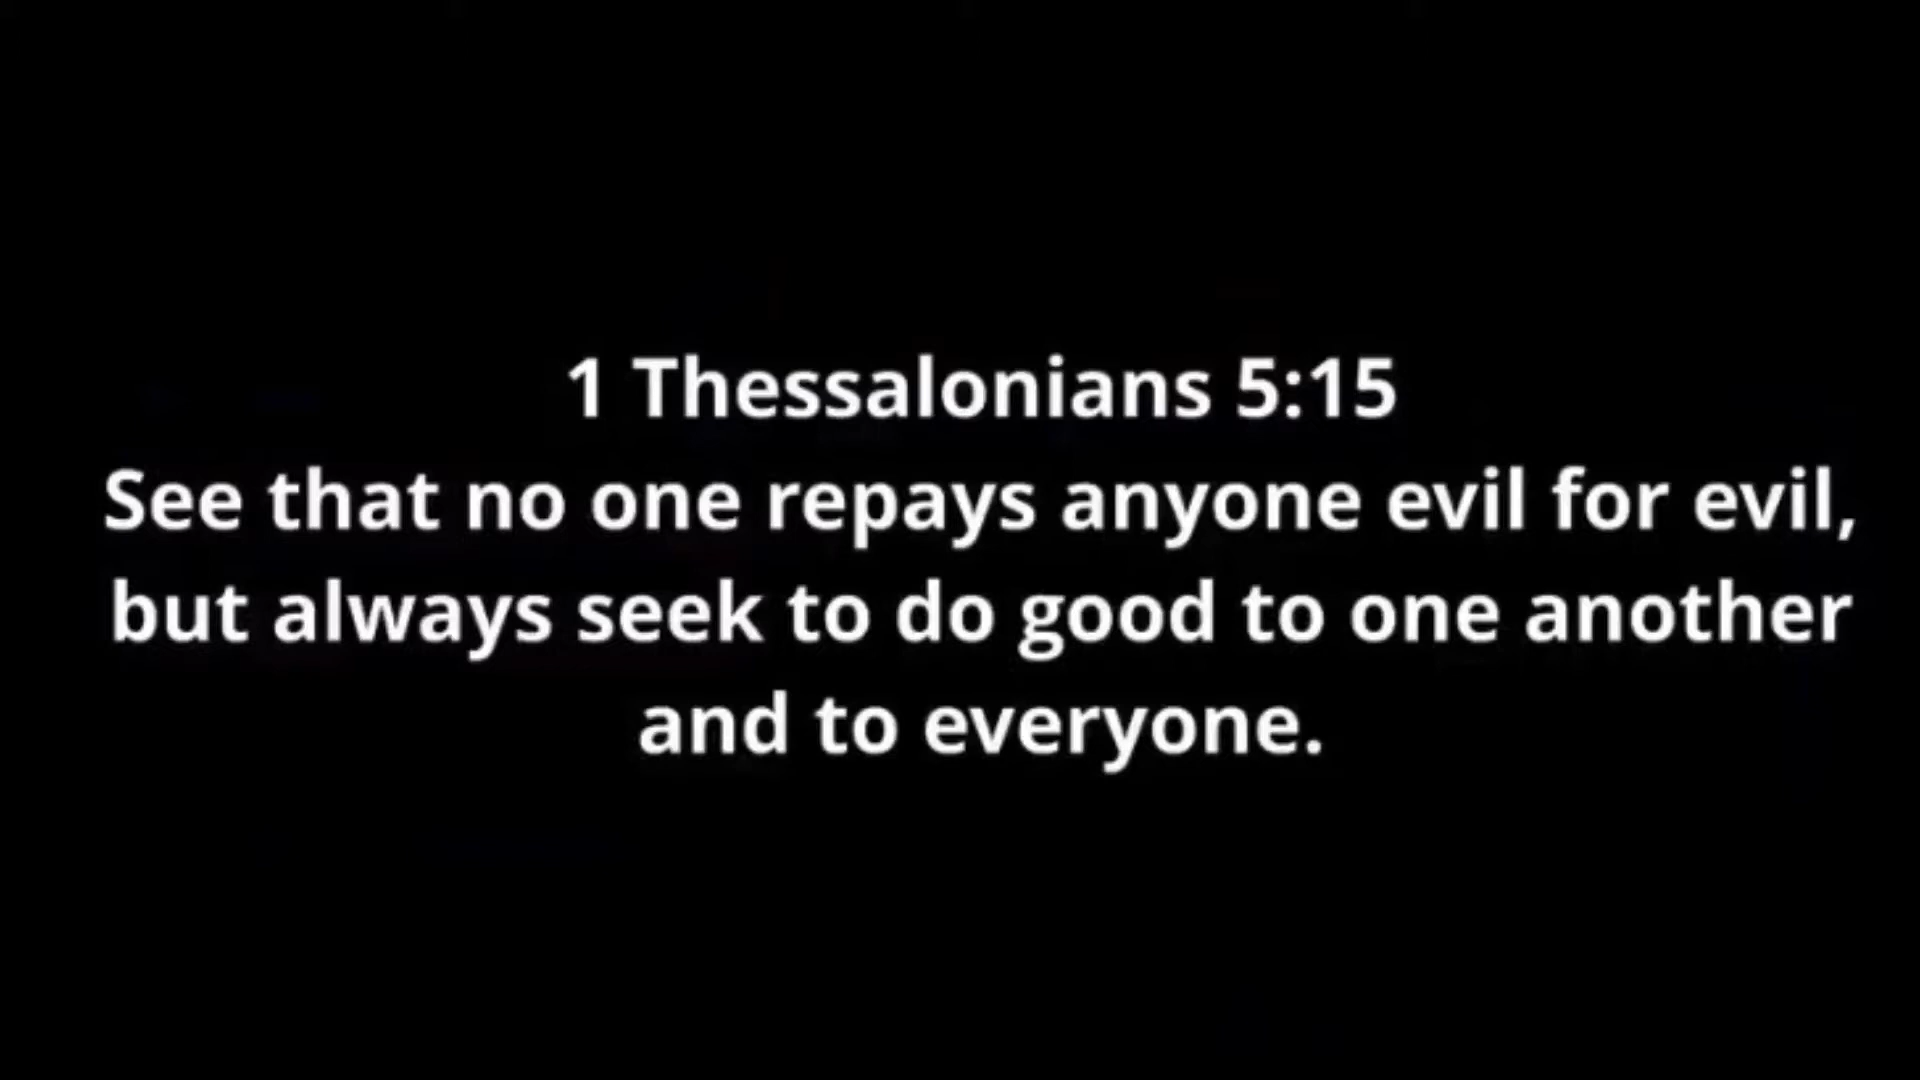 1 Thessalonians 5:15
See that no one repays anyone evil for evil,
but always seek to do good to one another
and to everyone.